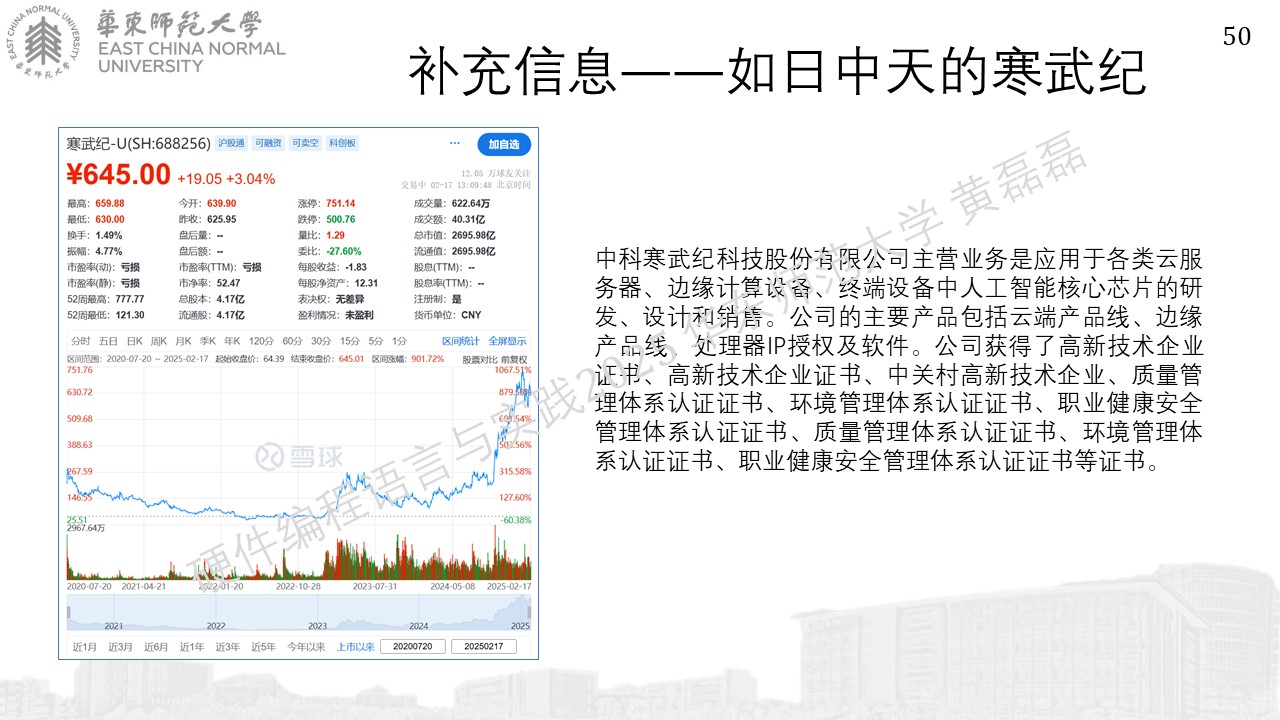 華東師範大學
EAST CHINA NORMAL
UNIVERSITY
EAST CHINA NORMAL UNIVERSITY
華東师范大学
50
补充信息——如日中天的寒武纪
寒武纪-U(SH:688256) 沪股通 可融资 可卖空 科创板 ··· 加自选
¥645.00 +19.05 +3.04%
12.05 万球友关注
交易中 02-17 13:09:48 北京时间
最高：659.88 今开：639.90 涨停：751.14 成交量：622.64万
最低：630.00 昨收：625.95 跌停：500.76 成交额：40.31亿
换手：1.49% 盘后量：-- 量比：1.29 总市值：2695.98亿
振幅：4.77% 盘后额：-- 委比：-27.60% 流通值：2695.98亿
市盈率(动)：亏损 市盈率(TTM)：亏损 每股收益：-1.83 股息(TTM)：--
市盈率(静)：亏损 市净率：52.47 每股净资产：12.31 股息率(TTM)：--
52周最高：777.77 总股本：4.17亿 表决权：无差异 注册制：是
52周最低：121.30 流通股：4.17亿 盈利情况：未盈利 货币单位：CNY
分时 五日 日K 周K 月K 季K 年K 120分 60分 30分 15分 5分 1分 区间统计 全屏显示
区间范围：2020-07-20 ~ 2025-02-17 起始收盘价：64.39 结束收盘价：645.01 区间涨幅：901.72% 股票对比 前复权
751.76 1067.51%
630.72 879.53%
509.68 691.54%
388.63 503.56%
267.59 315.58%
146.55 127.60%
25.51 -60.38%
2967.64万
雪球
2020-07-20 2021-04-21 2022-01-20 2022-10-28 2023-07-31 2024-05-08 2025-02-17
2021 2022 2023 2024 2025
近1月 近3月 近6月 近1年 近3年 近5年 今年以来 上市以来 20200720 20250217
中科寒武纪科技股份有限公司主营业务是应用于各类云服
务器、边缘计算设备、终端设备中人工智能核心芯片的研
发、设计和销售。公司的主要产品包括云端产品线、边缘
产品线、处理器IP授权及软件。公司获得了高新技术企业
证书、高新技术企业证书、中关村高新技术企业、质量管
理体系认证证书、环境管理体系认证证书、职业健康安全
管理体系认证证书、质量管理体系认证证书、环境管理体
系认证证书、职业健康安全管理体系认证证书等证书。
硬件编程语言与实践2025 华东师范大学 黄磊磊